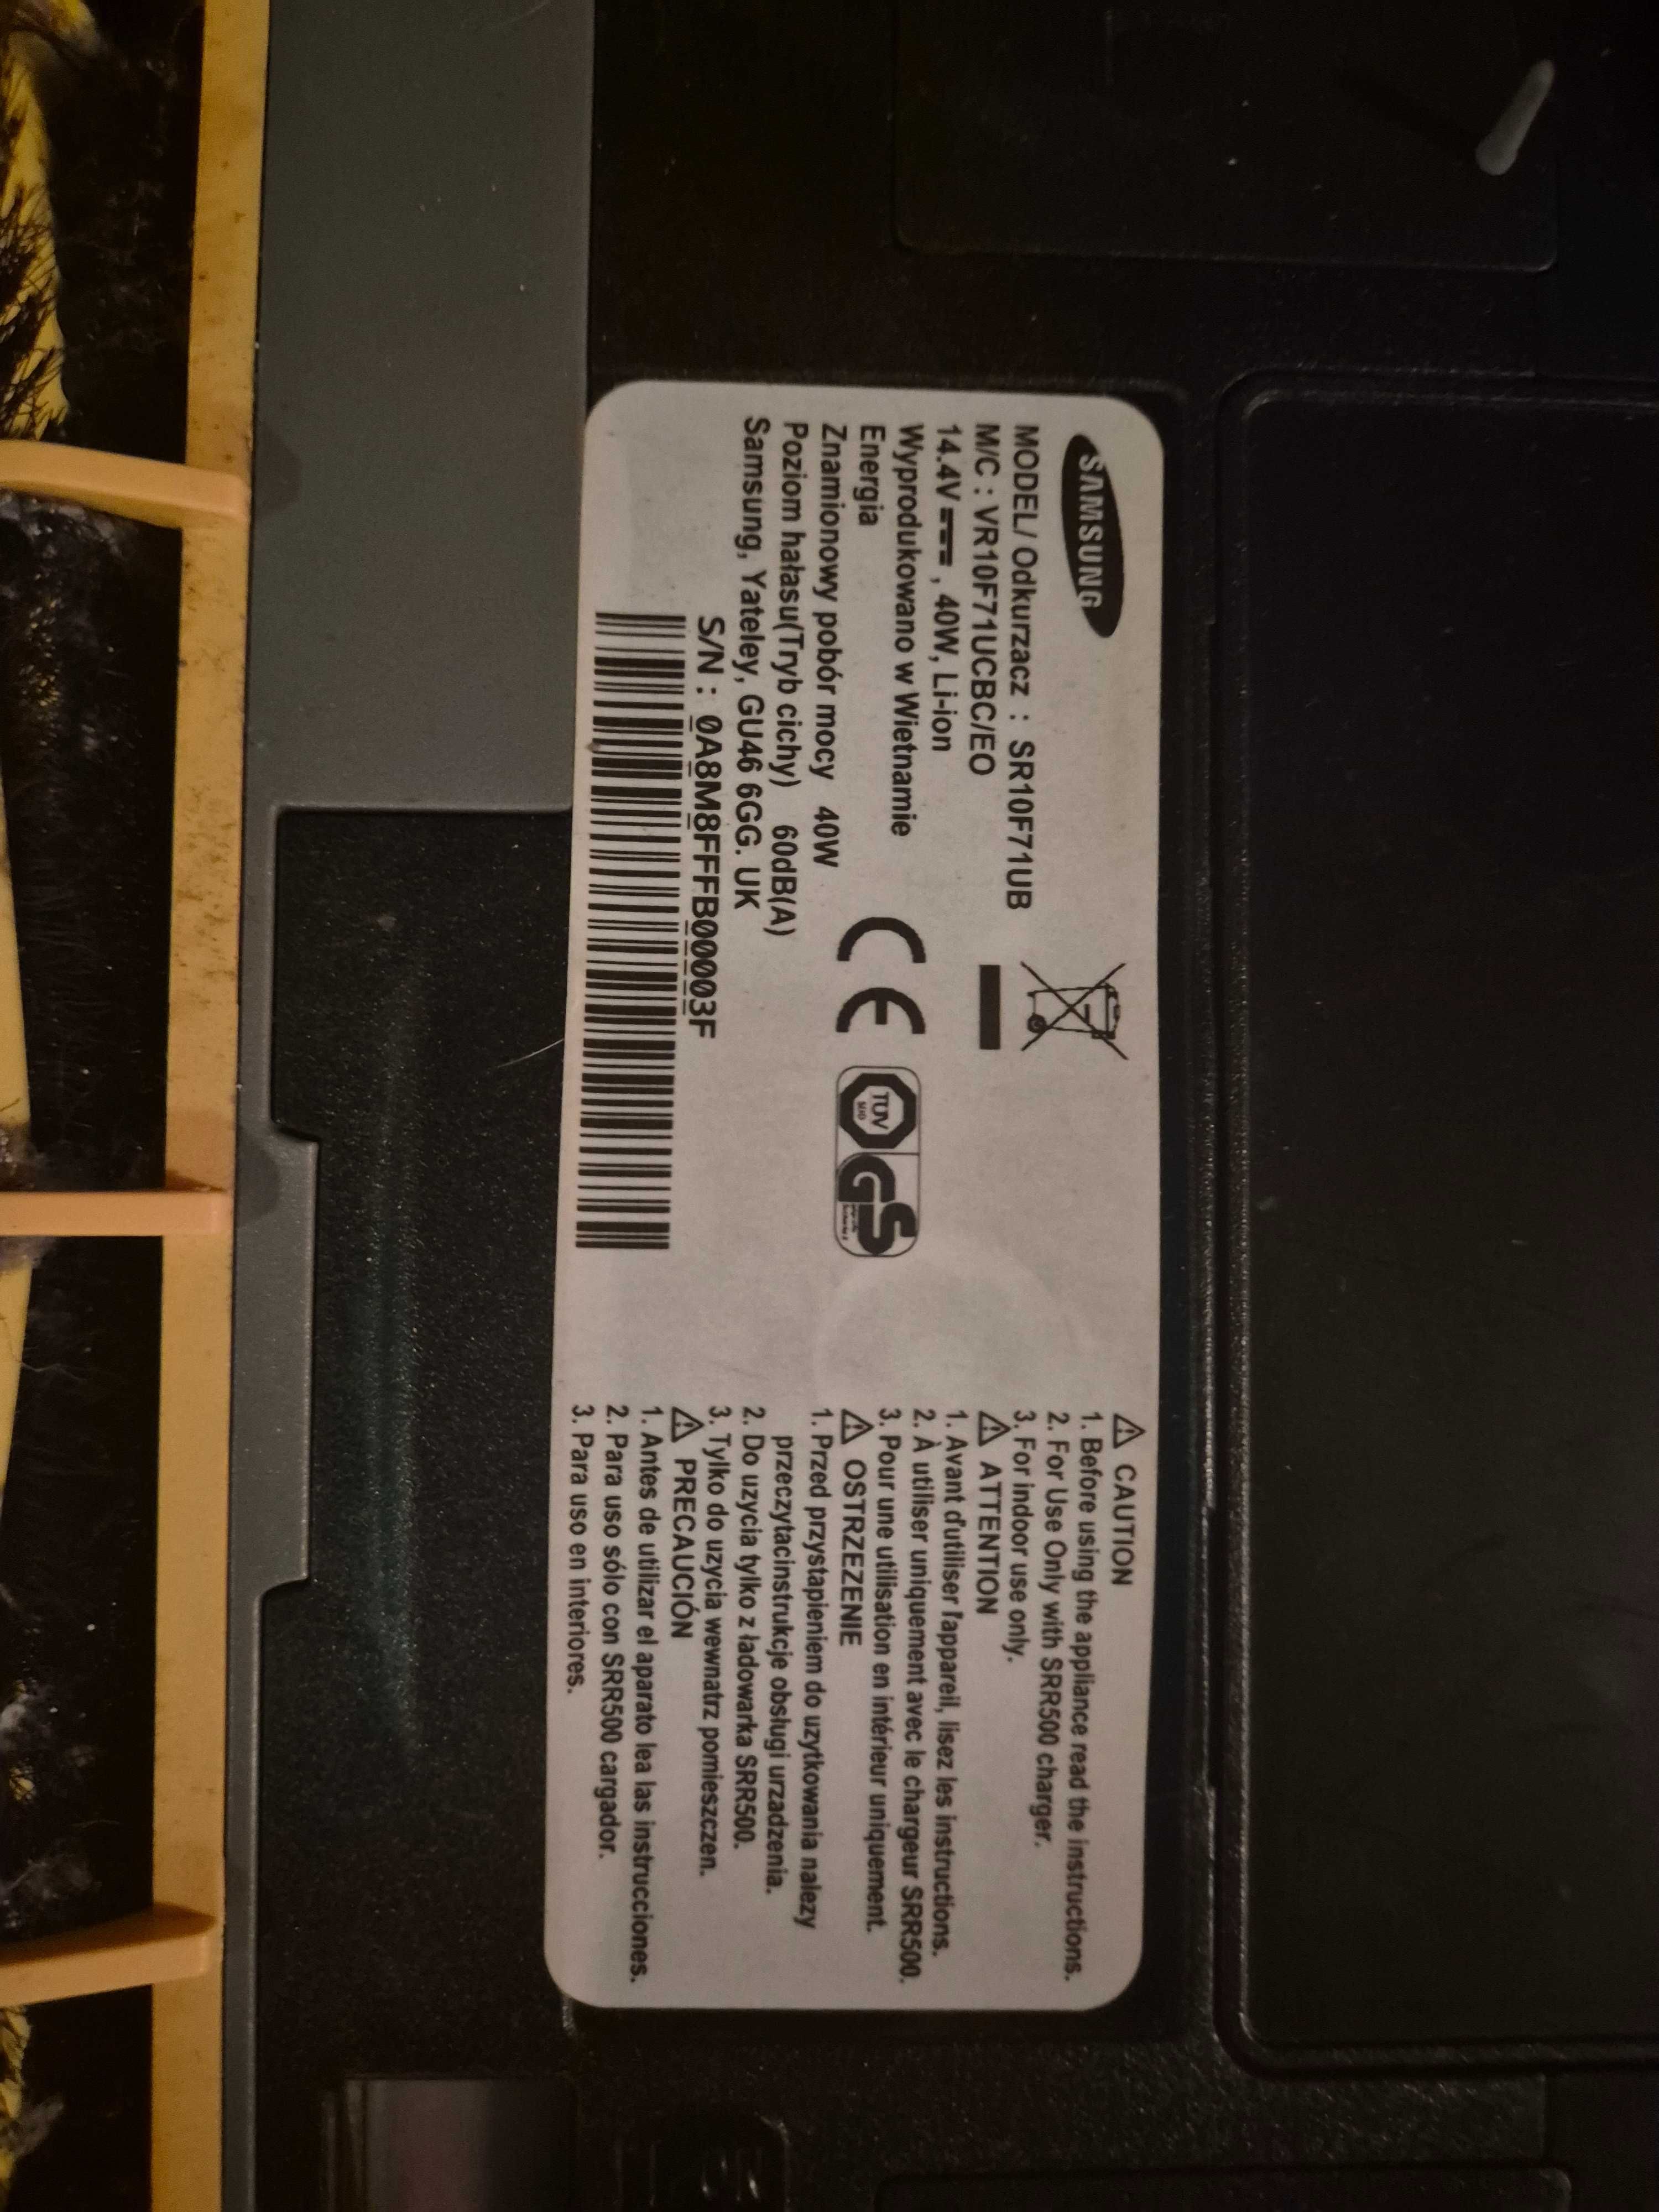 SAMSUNG
MODEL/ Odkurzacz : SR10F71UB
M/C : VR10F71UCBC/EO
14.4V, 40W, Li-ion
Wyprodukowano w Wietnamie
Energia
Znamionowy pobór mocy 40W
Poziom hałasu(Tryb cichy) 60dB(A)
Samsung, Yateley, GU46 6GG. UK
S/N : 0A8M8FFFB00003F
CE
TÜV
SÜD
GS
⚠ CAUTION
1. Before using the appliance read the instructions.
2. For Use Only with SRR500 charger.
3. For indoor use only.
⚠ ATTENTION
1. Avant d'utiliser l'appareil, lisez les instructions.
2. À utiliser uniquement avec le chargeur SRR500.
3. Pour une utilisation en intérieur uniquement.
⚠ OSTRZEZENIE
1. Przed przystapieniem do uzytkowania nalezy
przeczytacinstrukcje obsługi urzadzenia.
2. Do uzycia tylko z ładowarka SRR500.
3. Tylko do uzycia wewnatrz pomieszczen.
⚠ PRECAUCIÓN
1. Antes de utilizar el aparato lea las instrucciones.
2. Para uso sólo con SRR500 cargador.
3. Para uso en interiores.